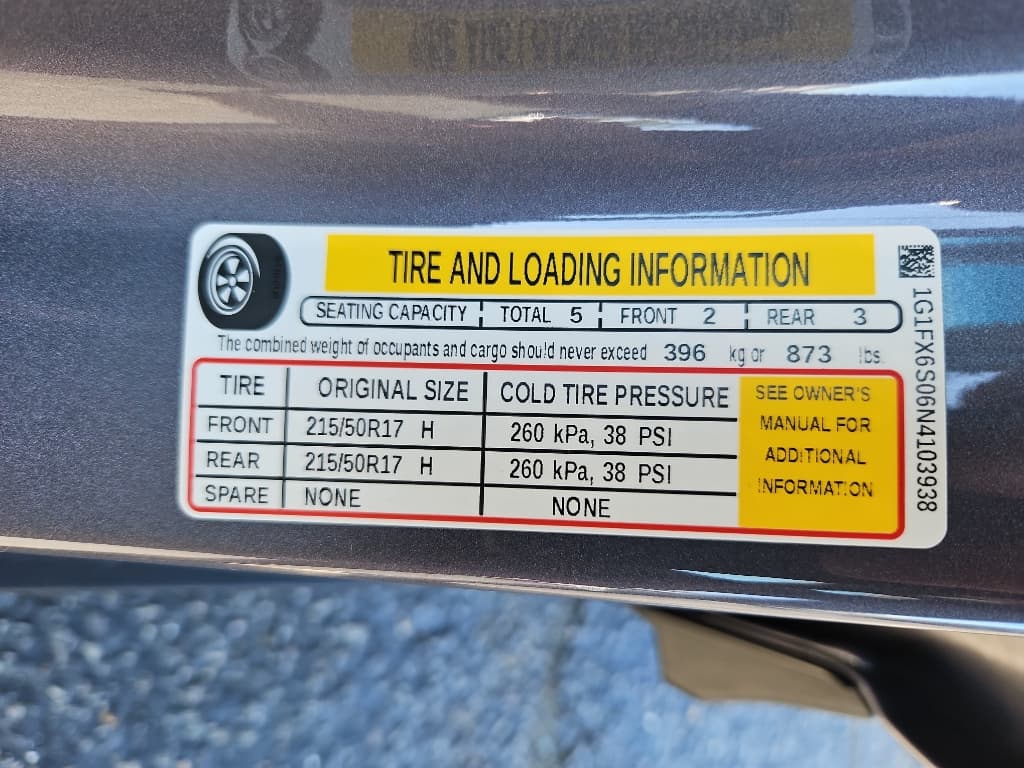 TIRE AND LOADING INFORMATION
SEATING CAPACITY TOTAL 5 FRONT 2 REAR 3
The combined weight of occupants and cargo should never exceed 396 kg or 873 lbs.
TIRE ORIGINAL SIZE COLD TIRE PRESSURE
FRONT 215/50R17 H 260 kPa, 38 PSI
REAR 215/50R17 H 260 kPa, 38 PSI
SPARE NONE NONE
SEE OWNER'S
MANUAL FOR
ADDITIONAL
INFORMATION
1G1FX6S06N4103938